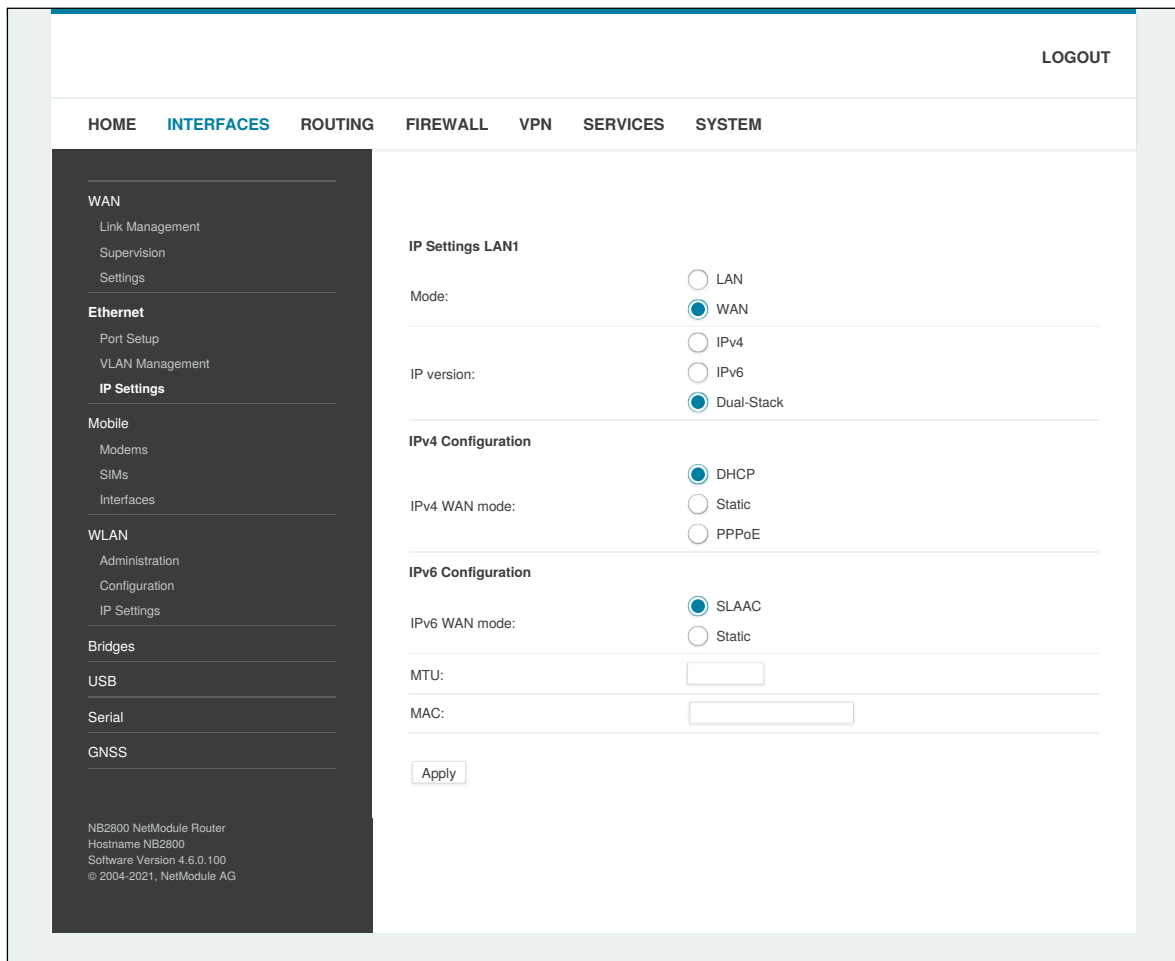 LOGOUT
HOME INTERFACES ROUTING FIREWALL VPN SERVICES SYSTEM
WAN
Link Management
Supervision
Settings
Ethernet
Port Setup
VLAN Management
IP Settings
Mobile
Modems
SIMs
Interfaces
WLAN
Administration
Configuration
IP Settings
Bridges
USB
Serial
GNSS
NB2800 NetModule Router
Hostname NB2800
Software Version 4.6.0.100
© 2004-2021, NetModule AG
IP Settings LAN1
Mode:
LAN
WAN
IP version:
IPv4
IPv6
Dual-Stack
IPv4 Configuration
IPv4 WAN mode:
DHCP
Static
PPPoE
IPv6 Configuration
IPv6 WAN mode:
SLAAC
Static
MTU:
MAC:
Apply